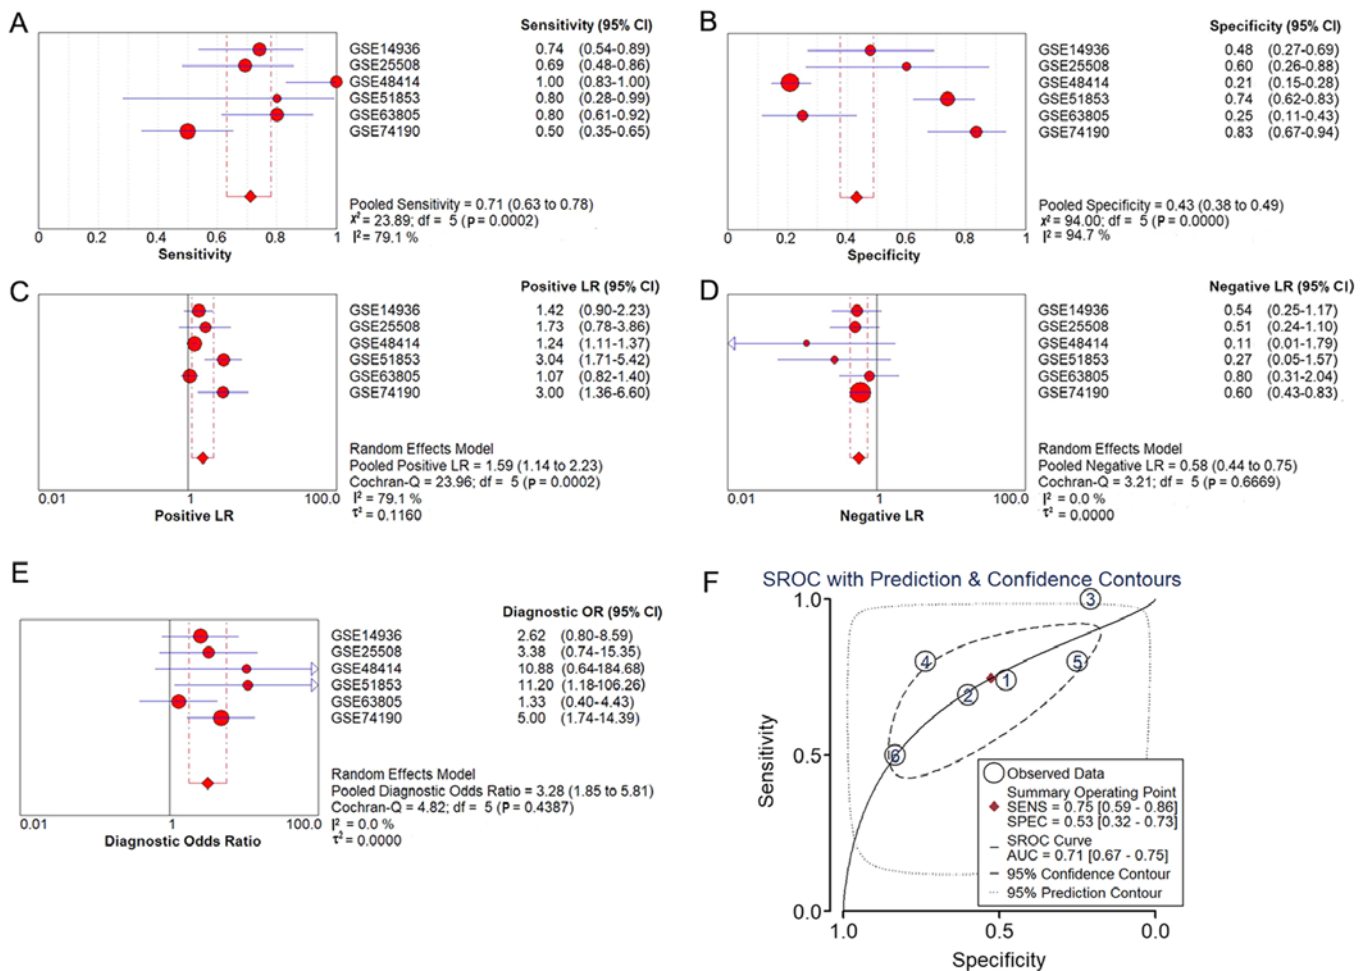 A
Sensitivity (95% CI)
GSE14936 0.74 (0.54-0.89)
GSE25508 0.69 (0.48-0.86)
GSE48414 1.00 (0.83-1.00)
GSE51853 0.80 (0.28-0.99)
GSE63805 0.80 (0.61-0.92)
GSE74190 0.50 (0.35-0.65)
Pooled Sensitivity = 0.71 (0.63 to 0.78)
χ² = 23.89; df = 5 (p = 0.0002)
I² = 79.1 %
0 0.2 0.4 0.6 0.8 1
Sensitivity
B
Specificity (95% CI)
GSE14936 0.48 (0.27-0.69)
GSE25508 0.60 (0.26-0.88)
GSE48414 0.21 (0.15-0.28)
GSE51853 0.74 (0.62-0.83)
GSE63805 0.25 (0.11-0.43)
GSE74190 0.83 (0.67-0.94)
Pooled Specificity = 0.43 (0.38 to 0.49)
χ² = 94.00; df = 5 (p = 0.0000)
I² = 94.7 %
0 0.2 0.4 0.6 0.8 1
Specificity
C
Positive LR (95% CI)
GSE14936 1.42 (0.90-2.23)
GSE25508 1.73 (0.78-3.86)
GSE48414 1.24 (1.11-1.37)
GSE51853 3.04 (1.71-5.42)
GSE63805 1.07 (0.82-1.40)
GSE74190 3.00 (1.36-6.60)
Random Effects Model
Pooled Positive LR = 1.59 (1.14 to 2.23)
Cochran-Q = 23.96; df = 5 (p = 0.0002)
I² = 79.1 %
τ² = 0.1160
0.01 1 100.0
Positive LR
D
Negative LR (95% CI)
GSE14936 0.54 (0.25-1.17)
GSE25508 0.51 (0.24-1.10)
GSE48414 0.11 (0.01-1.79)
GSE51853 0.27 (0.05-1.57)
GSE63805 0.80 (0.31-2.04)
GSE74190 0.60 (0.43-0.83)
Random Effects Model
Pooled Negative LR = 0.58 (0.44 to 0.75)
Cochran-Q = 3.21; df = 5 (p = 0.6669)
I² = 0.0 %
τ² = 0.0000
0.01 1 100.0
Negative LR
E
Diagnostic OR (95% CI)
GSE14936 2.62 (0.80-8.59)
GSE25508 3.38 (0.74-15.35)
GSE48414 10.88 (0.64-184.68)
GSE51853 11.20 (1.18-106.26)
GSE63805 1.33 (0.40-4.43)
GSE74190 5.00 (1.74-14.39)
Random Effects Model
Pooled Diagnostic Odds Ratio = 3.28 (1.85 to 5.81)
Cochran-Q = 4.82; df = 5 (p = 0.4387)
I² = 0.0 %
τ² = 0.0000
0.01 1 100.0
Diagnostic Odds Ratio
F
SROC with Prediction & Confidence Contours
1.0
0.5
0.0
Sensitivity
3
4
5
1
2
6
Observed Data
Summary Operating Point
SENS = 0.75 [0.59 - 0.86]
SPEC = 0.53 [0.32 - 0.73]
SROC Curve
AUC = 0.71 [0.67 - 0.75]
95% Confidence Contour
95% Prediction Contour
1.0 0.5 0.0
Specificity